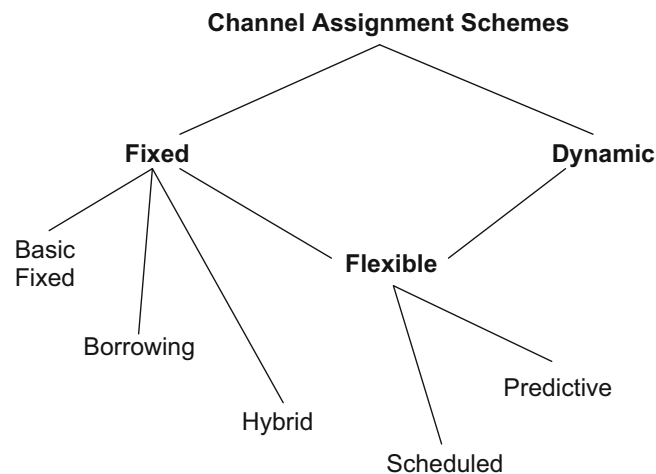 Channel Assignment Schemes
Fixed
Dynamic
Basic
Fixed
Flexible
Borrowing
Predictive
Hybrid
Scheduled